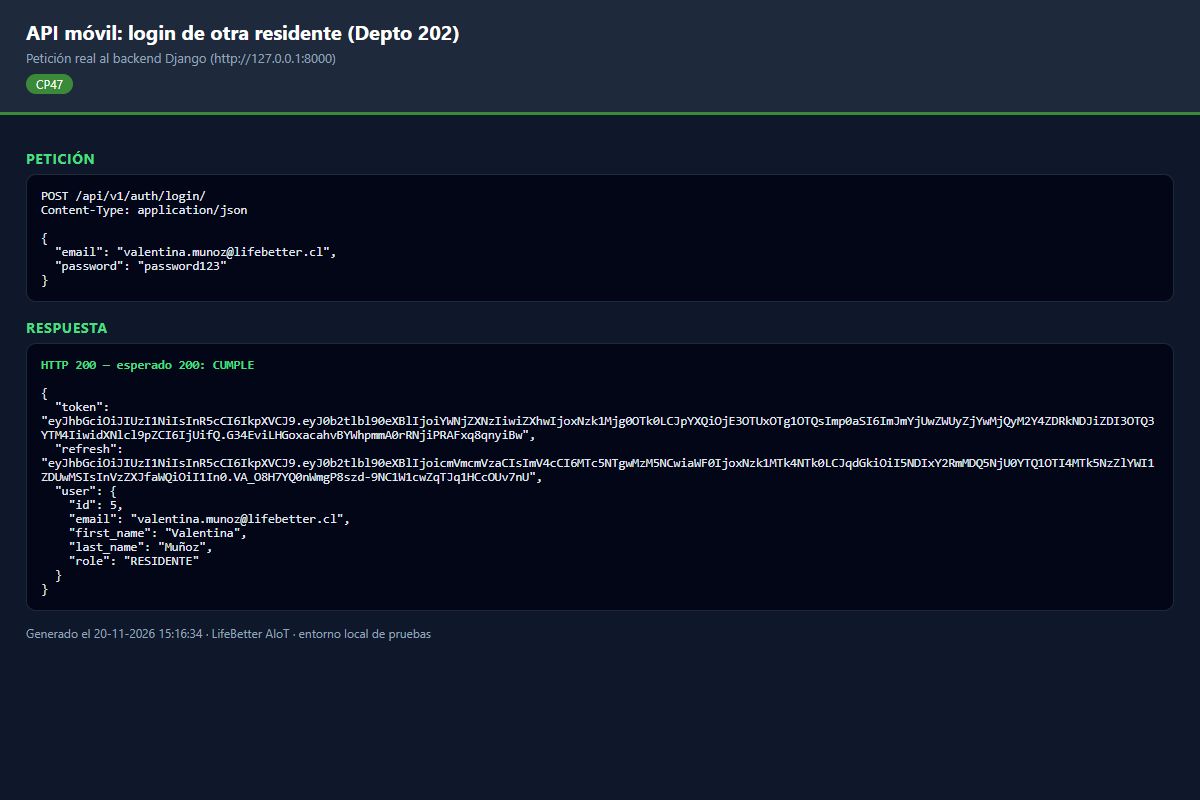 API móvil: login de otra residente (Depto 202)
Petición real al backend Django (http://127.0.0.1:8000)
CP47
PETICIÓN
POST /api/v1/auth/login/
Content-Type: application/json
{
  "email": "valentina.munoz@lifebetter.cl",
  "password": "password123"
}
RESPUESTA
HTTP 200 — esperado 200: CUMPLE
{
  "token":
"eyJhbGciOiJIUzI1NiIsInR5cCI6IkpXVCJ9.eyJ0b2tlbl90eXBlIjoiYWNjZXNzIiwiZXhwIjoxNzk1Mjg0OTk0LCJpYXQiOjE3OTUxOTg1OTQsImp0aSI6ImJmYjUwZWUyZjYwMjQyM2Y4ZDRkNDJiZDI3OTQ3
YTM4IiwidXNlcl9pZCI6IjUifQ.G34EviLHGoxacahvBYWhpmmA0rRNjiPRAFxq8qnyiBw",
  "refresh":
"eyJhbGciOiJIUzI1NiIsInR5cCI6IkpXVCJ9.eyJ0b2tlbl90eXBlIjoicmVmcmVzaCIsImV4cCI6MTc5NTgwMzM5NCwiaWF0IjoxNzk1MTk4NTk0LCJqdGkiOiI5NDIxY2RmMDQ5NjU0YTQ1OTI4MTk5NzZlYWI1
ZDUwMSIsInVzZXJfaWQiOiI1In0.VA_O8H7YQ0nWmgP8szd-9NC1W1cwZqTJq1HCcOUv7nU",
  "user": {
    "id": 5,
    "email": "valentina.munoz@lifebetter.cl",
    "first_name": "Valentina",
    "last_name": "Muñoz",
    "role": "RESIDENTE"
  }
}
Generado el 20-11-2026 15:16:34 · LifeBetter AIoT · entorno local de pruebas